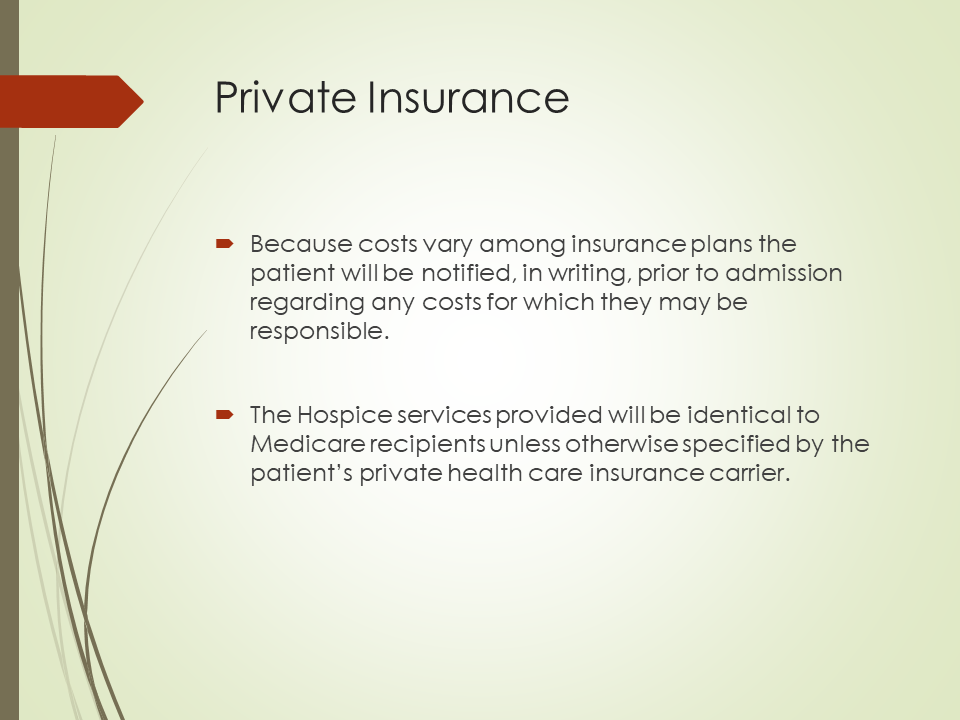 Private Insurance
Because costs vary among insurance plans the
patient will be notified, in writing, prior to admission
regarding any costs for which they may be
responsible.
The Hospice services provided will be identical to
Medicare recipients unless otherwise specified by the
patient’s private health care insurance carrier.